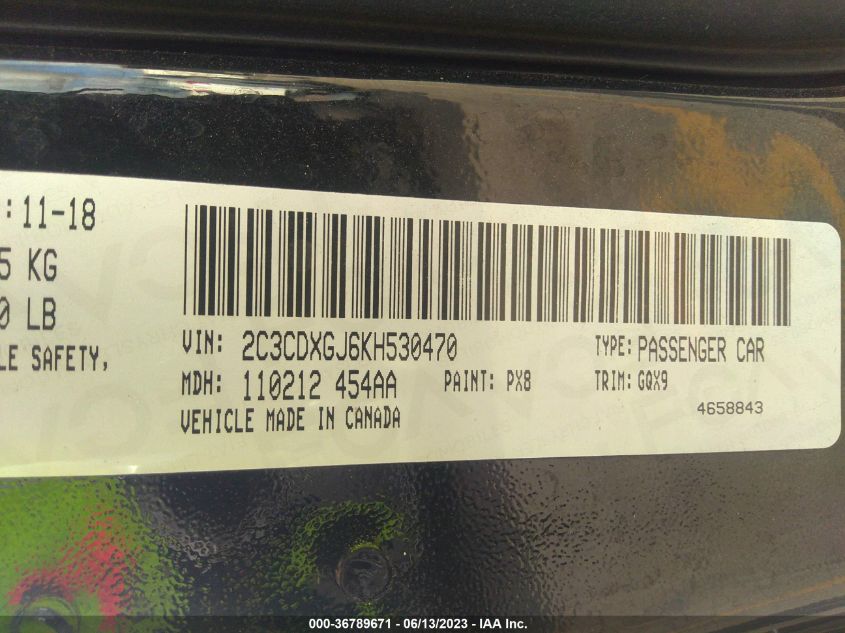 : 11-18
5 KG
0 LB
LE SAFETY,
VIN: 2C3CDXGJ6KH530470
TYPE: PASSENGER CAR
MDH: 110212 454AA
PAINT: PX8
TRIM: GQX9
VEHICLE MADE IN CANADA
4658843
000-36789671 - 06/13/2023 - IAA Inc.